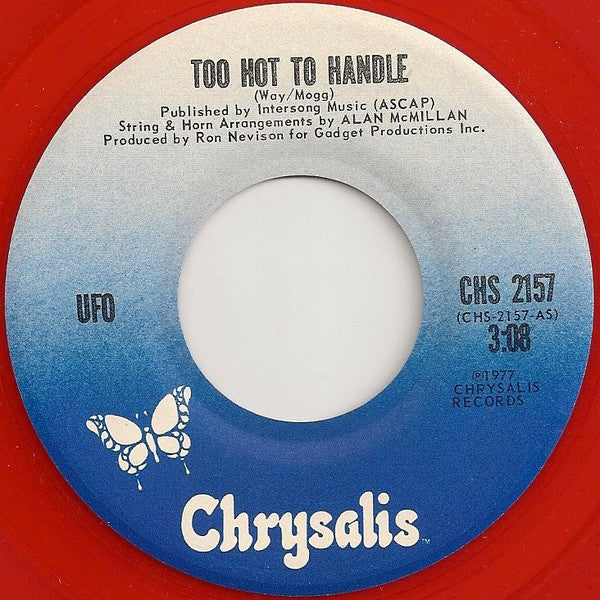 TOO HOT TO HANDLE
(Way/Mogg)
Published by Intersong Music (ASCAP)
String & Horn Arrangements by ALAN McMILLAN
Produced by Ron Nevison for Gadget Productions Inc.
UFO
CHS 2157
(CHS-2157-AS)
3:08
℗1977
CHRYSALIS
RECORDS
Chrysalis™